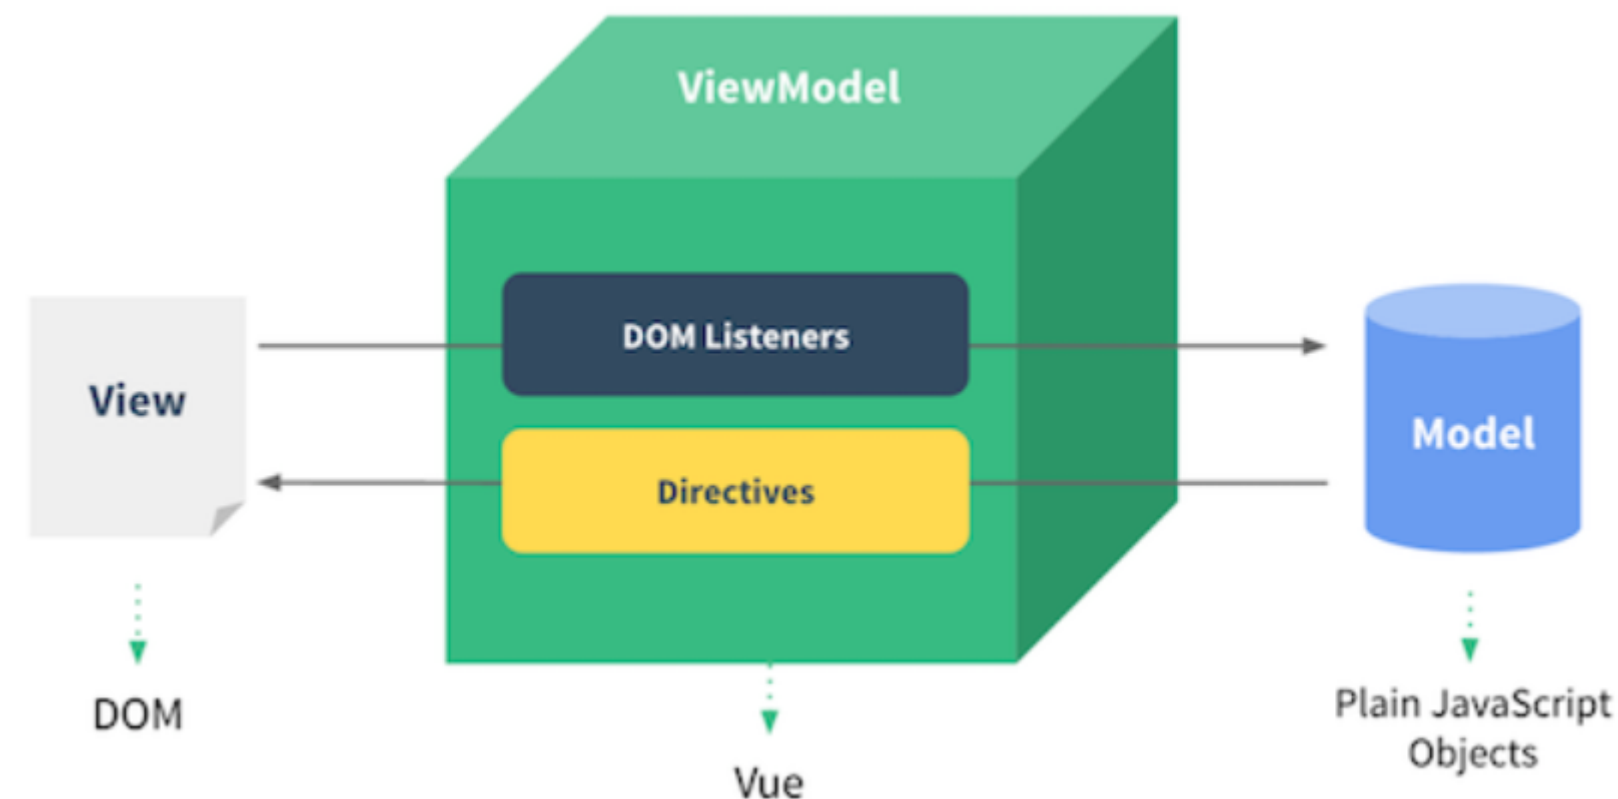 ViewModel
DOM Listeners
View
Directives
Model
DOM
Vue
Plain JavaScript
Objects